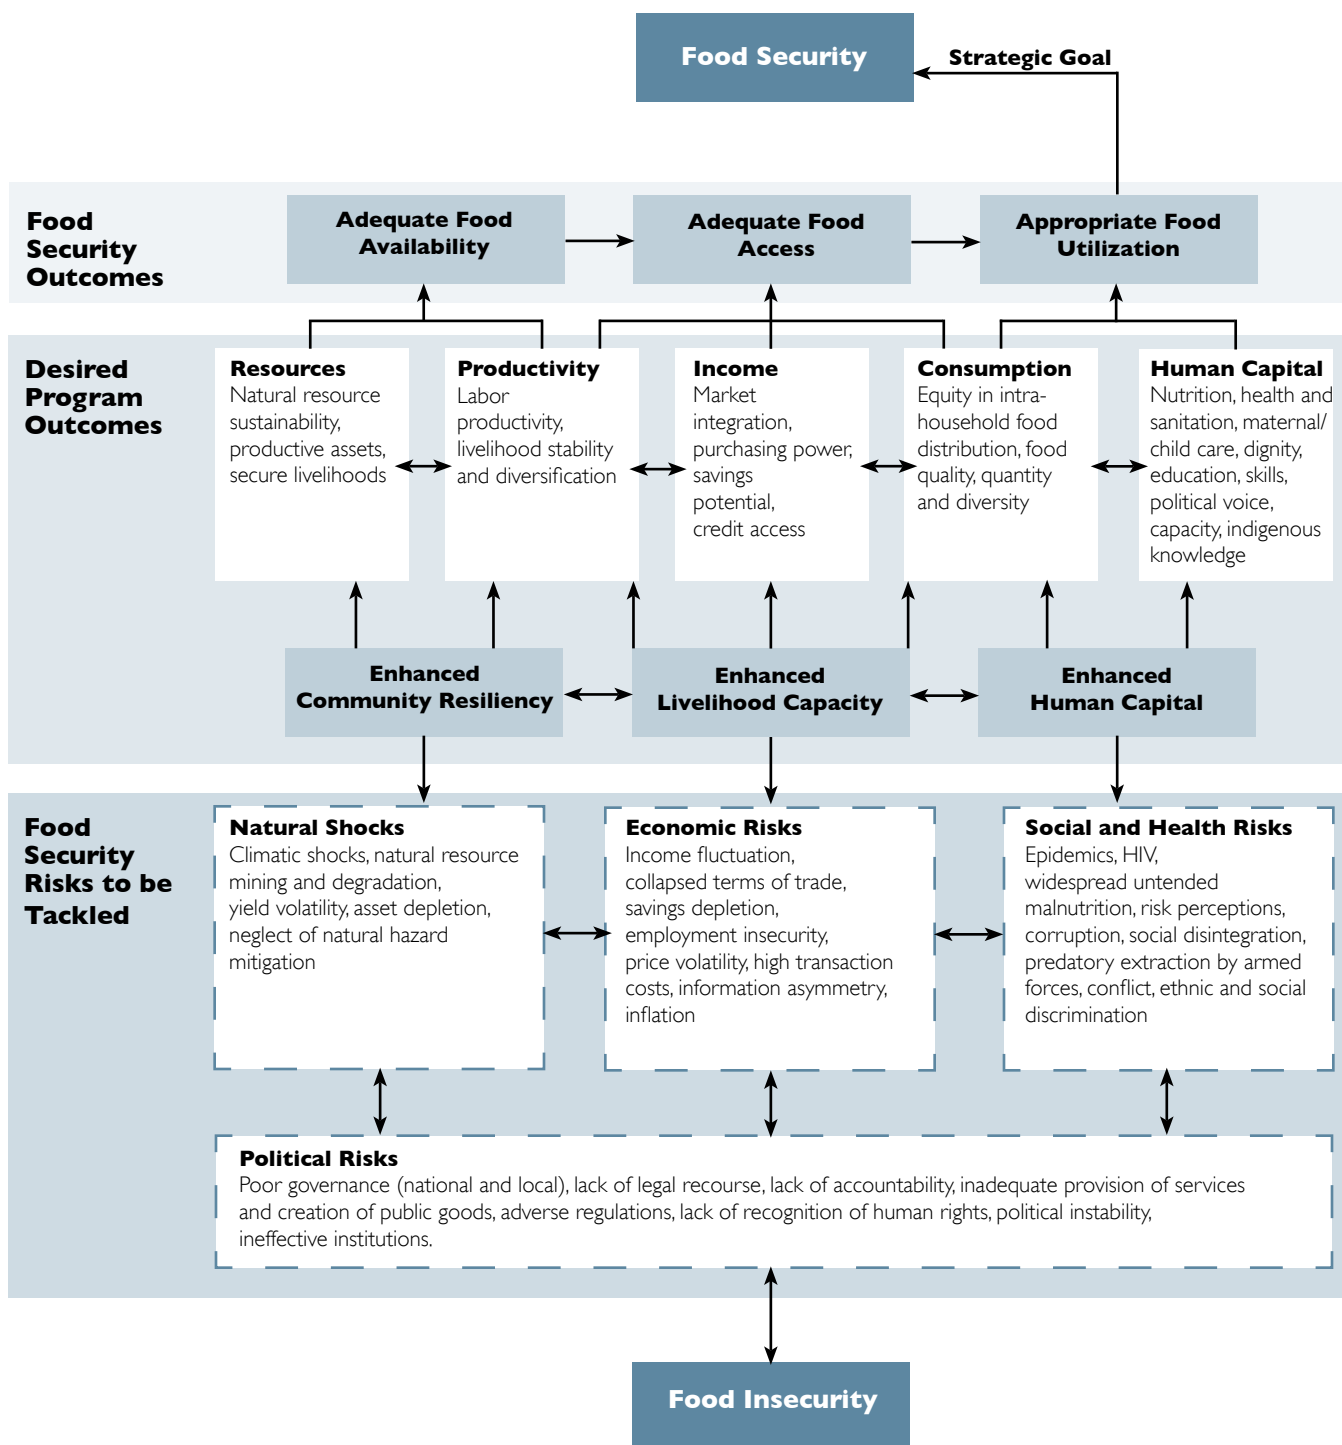 Food Security
Strategic Goal
Food
Security
Outcomes
Adequate Food
Availability
Adequate Food
Access
Appropriate Food
Utilization
Desired
Program
Outcomes
Resources
Natural resource
sustainability,
productive assets,
secure livelihoods
Productivity
Labor
productivity,
livelihood stability
and diversification
Income
Market
integration,
purchasing power,
savings
potential,
credit access
Consumption
Equity in intra-
household food
distribution, food
quality, quantity
and diversity
Human Capital
Nutrition, health and
sanitation, maternal/
child care, dignity,
education, skills,
political voice,
capacity, indigenous
knowledge
Enhanced
Community Resiliency
Enhanced
Livelihood Capacity
Enhanced
Human Capital
Food
Security
Risks to be
Tackled
Natural Shocks
Climatic shocks, natural resource
mining and degradation,
yield volatility, asset depletion,
neglect of natural hazard
mitigation
Economic Risks
Income fluctuation,
collapsed terms of trade,
savings depletion,
employment insecurity,
price volatility, high transaction
costs, information asymmetry,
inflation
Social and Health Risks
Epidemics, HIV,
widespread untended
malnutrition, risk perceptions,
corruption, social disintegration,
predatory extraction by armed
forces, conflict, ethnic and social
discrimination
Political Risks
Poor governance (national and local), lack of legal recourse, lack of accountability, inadequate provision of services
and creation of public goods, adverse regulations, lack of recognition of human rights, political instability,
ineffective institutions.
Food Insecurity